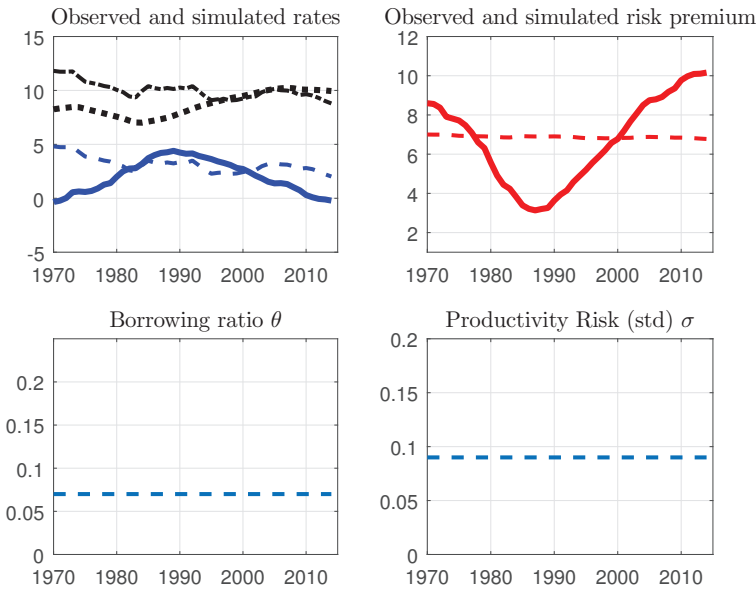 Observed and simulated rates
15
10
5
0
-5
1970 1980 1990 2000 2010
Observed and simulated risk premium
12
10
8
6
4
2
1970 1980 1990 2000 2010
Borrowing ratio θ
0.2
0.15
0.1
0.05
0
1970 1980 1990 2000 2010
Productivity Risk (std) σ
0.2
0.15
0.1
0.05
0
1970 1980 1990 2000 2010